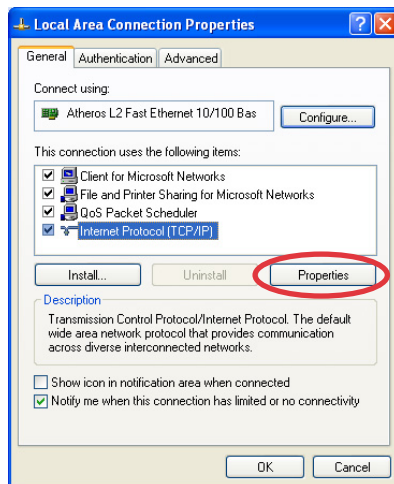 Local Area Connection Properties
General Authentication Advanced
Connect using:
Atheros L2 Fast Ethernet 10/100 Bas Configure...
This connection uses the following items:
Client for Microsoft Networks
File and Printer Sharing for Microsoft Networks
QoS Packet Scheduler
Internet Protocol (TCP/IP)
Install... Uninstall Properties
Description
Transmission Control Protocol/Internet Protocol. The default
wide area network protocol that provides communication
across diverse interconnected networks.
Show icon in notification area when connected
Notify me when this connection has limited or no connectivity
OK Cancel